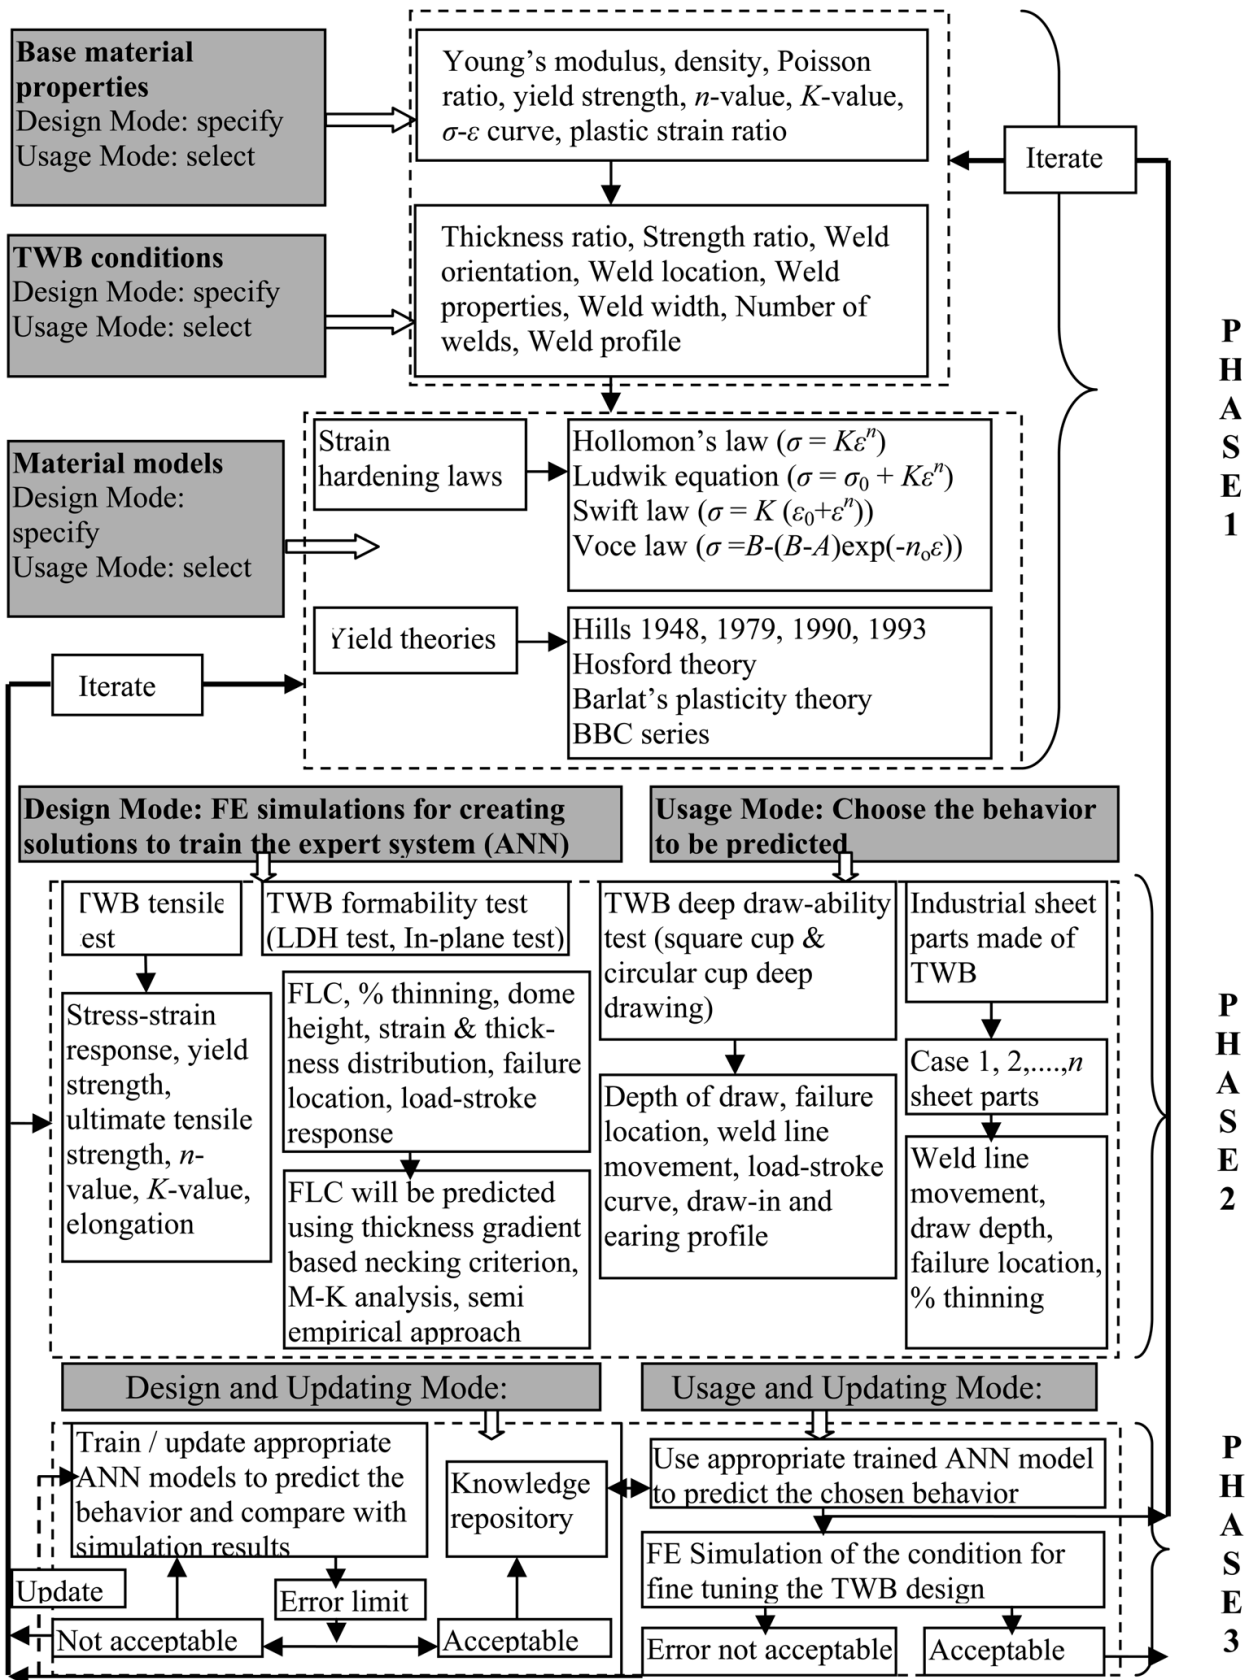 Base material
properties
Design Mode: specify
Usage Mode: select
Young’s modulus, density, Poisson
ratio, yield strength, n-value, K-value,
σ-ε curve, plastic strain ratio
Iterate
TWB conditions
Design Mode: specify
Usage Mode: select
Thickness ratio, Strength ratio, Weld
orientation, Weld location, Weld
properties, Weld width, Number of
welds, Weld profile
PHASE 1
Material models
Design Mode:
specify
Usage Mode: select
Strain
hardening laws
Hollomon’s law (σ = Kεⁿ)
Ludwik equation (σ = σ₀ + Kεⁿ)
Swift law (σ = K (ε₀+εⁿ))
Voce law (σ =B-(B-A)exp(-nₒε))
Yield theories
Hills 1948, 1979, 1990, 1993
Hosford theory
Barlat’s plasticity theory
BBC series
Iterate
Design Mode: FE simulations for creating
solutions to train the expert system (ANN)
Usage Mode: Choose the behavior
to be predicted
TWB tensile
est
TWB formability test
(LDH test, In-plane test)
TWB deep draw-ability
test (square cup &
circular cup deep
drawing)
Industrial sheet
parts made of
TWB
Stress-strain
response, yield
strength,
ultimate tensile
strength, n-
value, K-value,
elongation
FLC, % thinning, dome
height, strain & thick-
ness distribution, failure
location, load-stroke
response
FLC will be predicted
using thickness gradient
based necking criterion,
M-K analysis, semi
empirical approach
Depth of draw, failure
location, weld line
movement, load-stroke
curve, draw-in and
earing profile
Case 1, 2,....,n
sheet parts
Weld line
movement,
draw depth,
failure location,
% thinning
PHASE 2
Design and Updating Mode:
Usage and Updating Mode:
Train / update appropriate
ANN models to predict the
behavior and compare with
simulation results
Knowledge
repository
Use appropriate trained ANN model
to predict the chosen behavior
FE Simulation of the condition for
fine tuning the TWB design
Update
Error limit
Not acceptable
Acceptable
Error not acceptable
Acceptable
PHASE 3